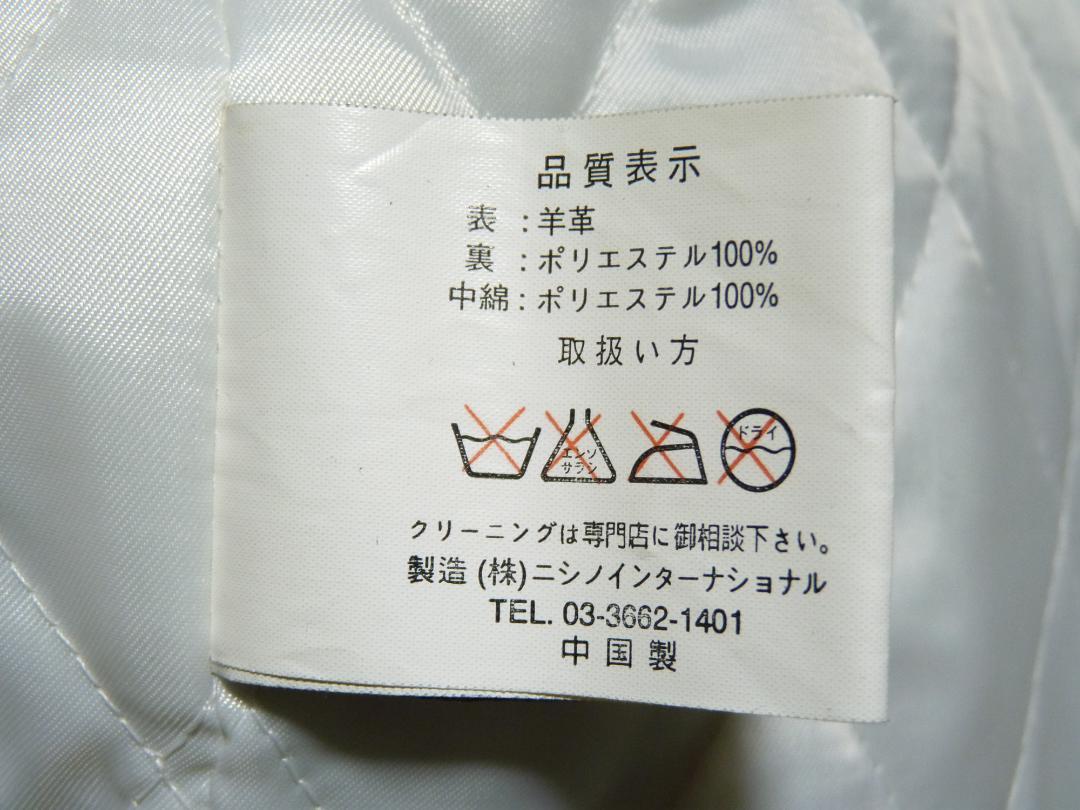 品質表示
表 : 羊革
裏 : ポリエステル100%
中綿 : ポリエステル100%
取扱い方
エンソ
サラシ
ドライ
クリーニングは専門店に御相談下さい。
製造 (株)ニシノインターナショナル
TEL. 03-3662-1401
中国製